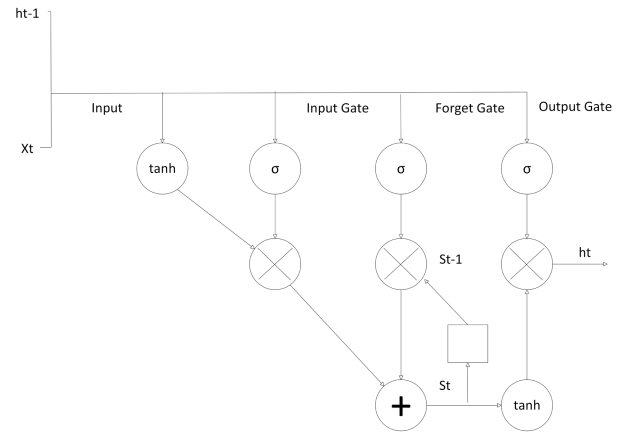 ht-1
Input
Input Gate
Forget Gate
Output Gate
Xt
tanh
σ
σ
σ
St-1
ht
St
+
tanh